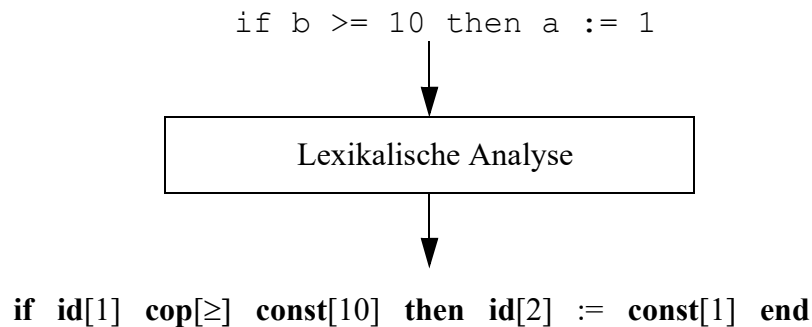 if b >= 10 then a := 1
Lexikalische Analyse
if id[1] cop[≥] const[10] then id[2] := const[1] end